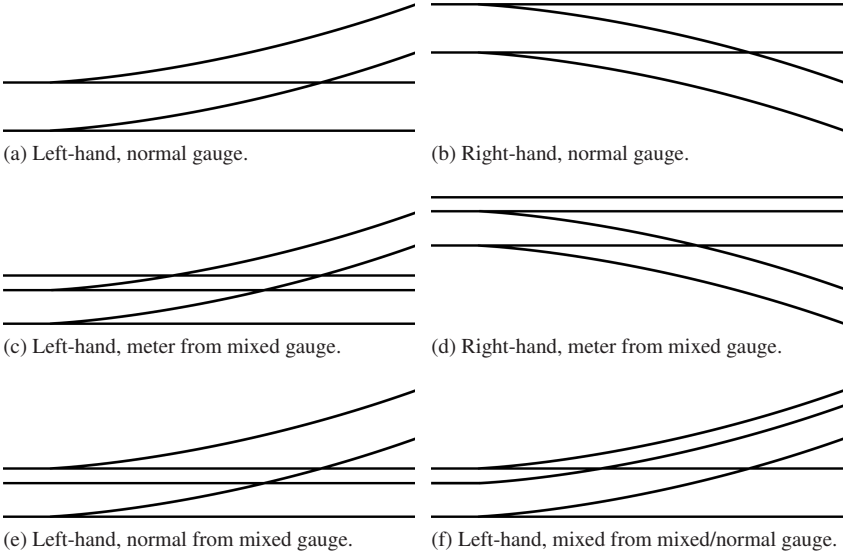 (a) Left-hand, normal gauge.
(b) Right-hand, normal gauge.
(c) Left-hand, meter from mixed gauge.
(d) Right-hand, meter from mixed gauge.
(e) Left-hand, normal from mixed gauge.
(f) Left-hand, mixed from mixed/normal gauge.